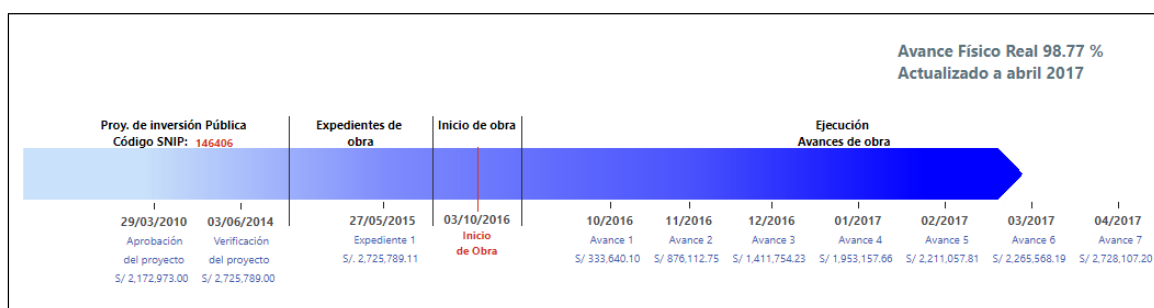 Avance Físico Real 98.77 %
Actualizado a abril 2017
Proy. de inversión Pública
Código SNIP: 146406
Expedientes de
obra
Inicio de obra
Ejecución
Avances de obra
29/03/2010
Aprobación
del proyecto
S/ 2,172,973.00
03/06/2014
Verificación
del proyecto
S/ 2,725,789.00
27/05/2015
Expediente 1
S/. 2,725,789.11
03/10/2016
Inicio
de Obra
10/2016
Avance 1
S/ 333,640.10
11/2016
Avance 2
S/ 876,112.75
12/2016
Avance 3
S/ 1,411,754.23
01/2017
Avance 4
S/ 1,953,157.66
02/2017
Avance 5
S/ 2,211,057.81
03/2017
Avance 6
S/ 2,265,568.19
04/2017
Avance 7
S/ 2,728,107.20